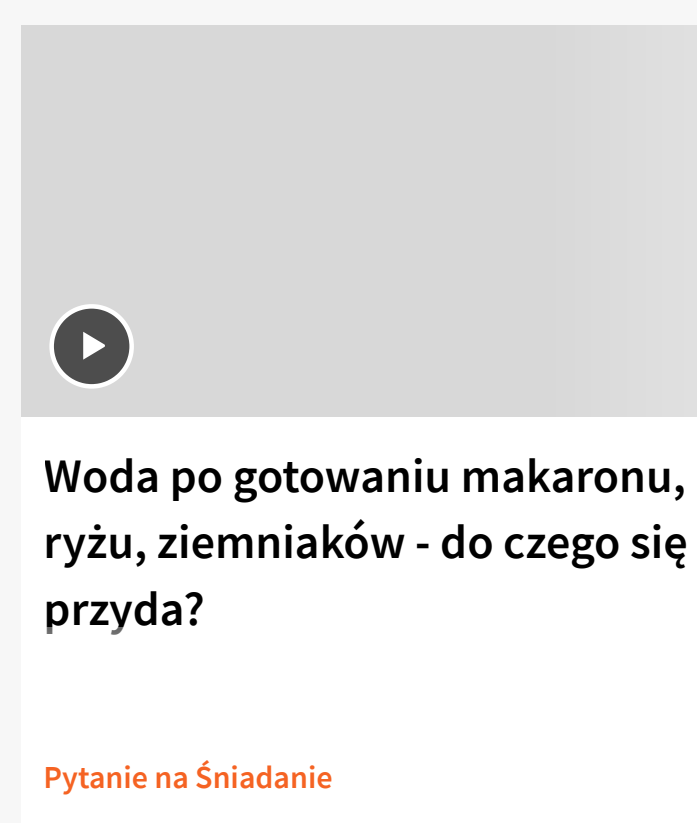 Woda po gotowaniu makaronu,
ryżu, ziemniaków - do czego się
przyda?
Pytanie na Śniadanie